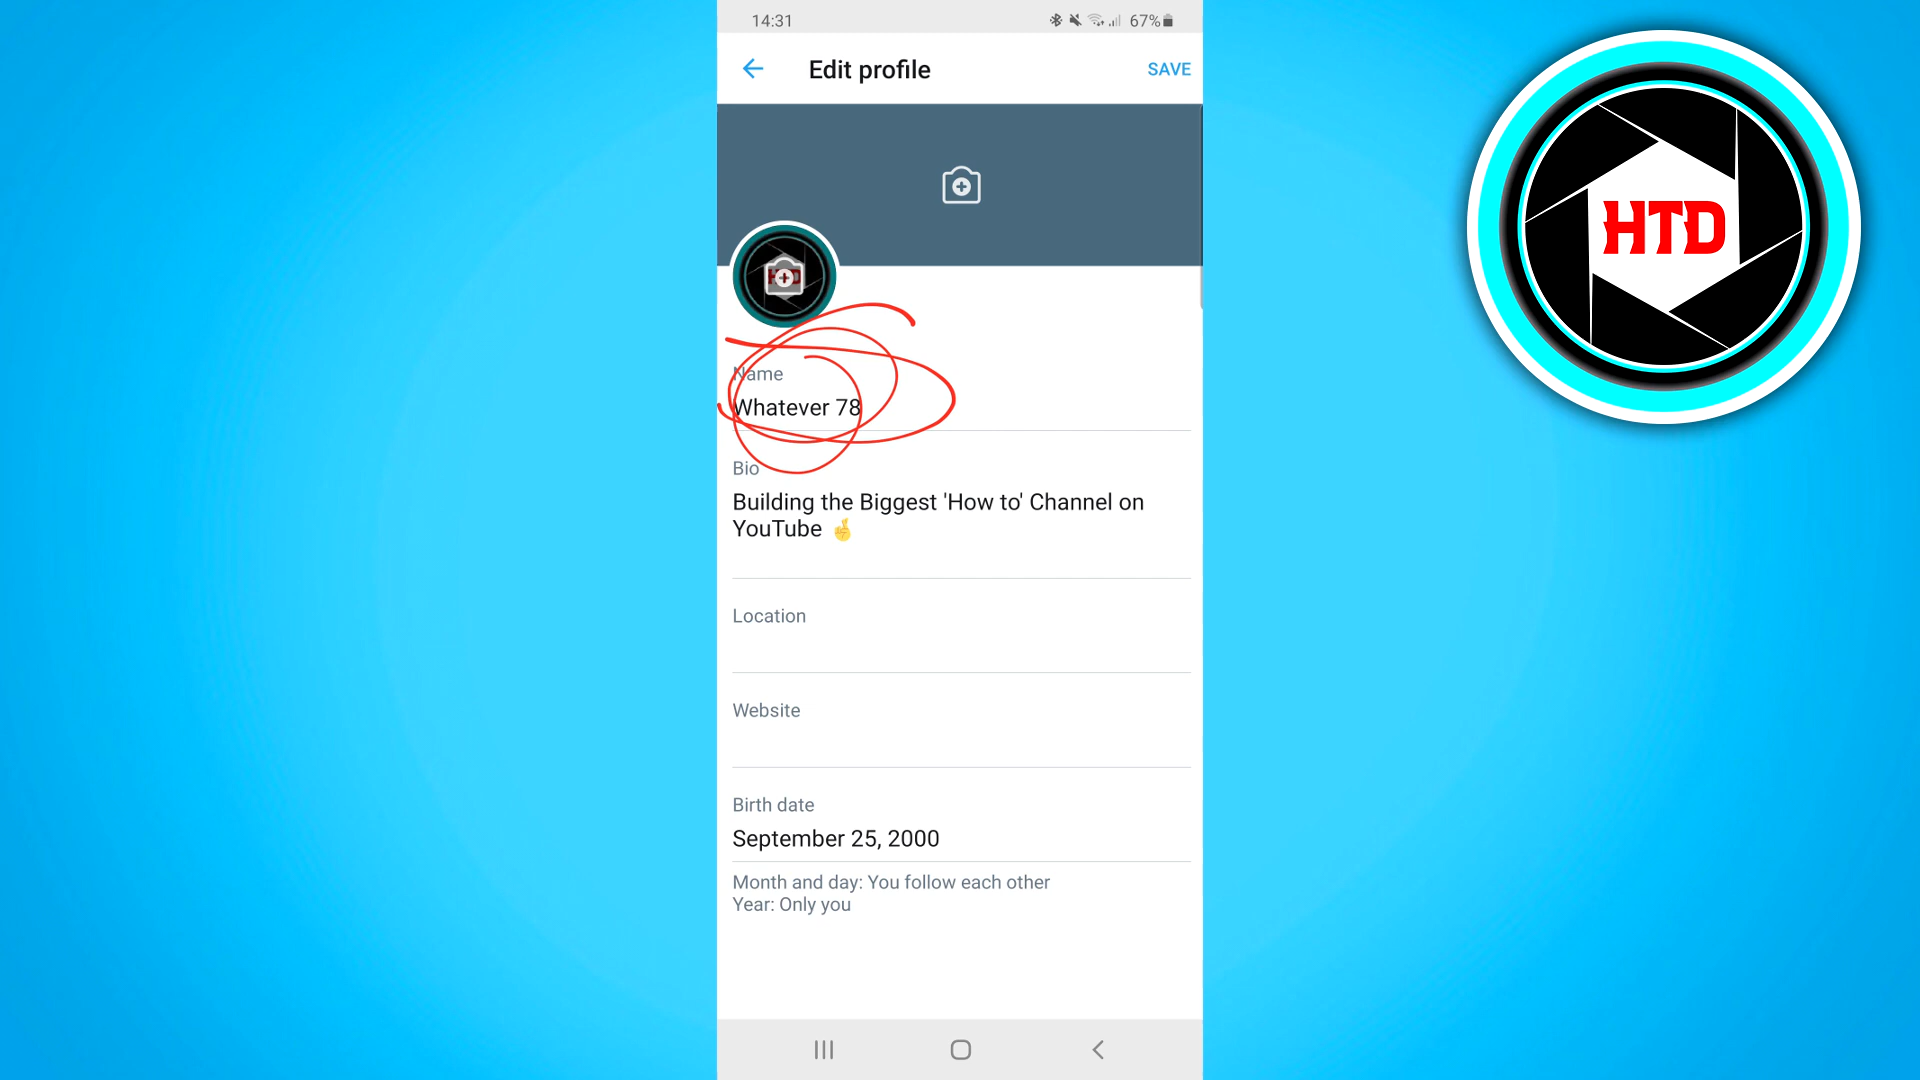 14:31
67%
Edit profile
SAVE
HTD
Name
Whatever 78
Bio
Building the Biggest 'How to' Channel on
YouTube 🤞
Location
Website
Birth date
September 25, 2000
Month and day: You follow each other
Year: Only you